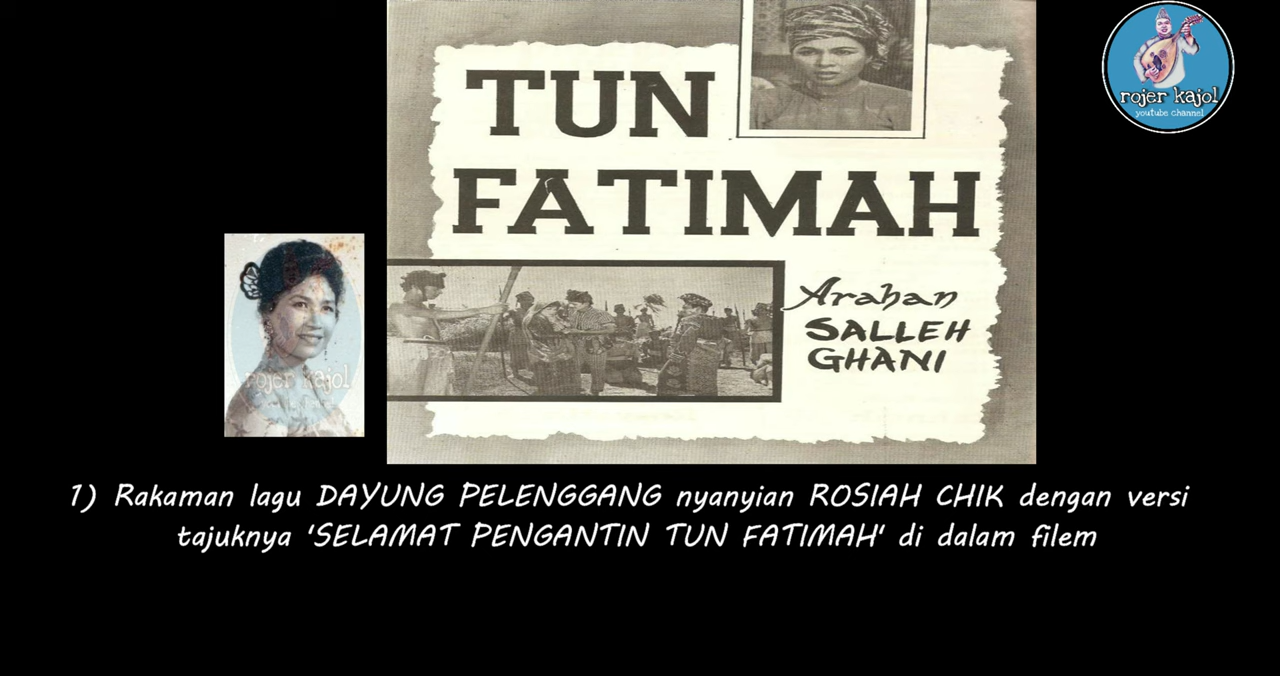 TUN
FATIMAH
Arahan
SALLEH
GHANI
rojer kajol
youtube channel
rojer kajol
1) Rakaman lagu DAYUNG PELENGGANG nyanyian ROSIAH CHIK dengan versi
tajuknya 'SELAMAT PENGANTIN TUN FATIMAH' di dalam filem